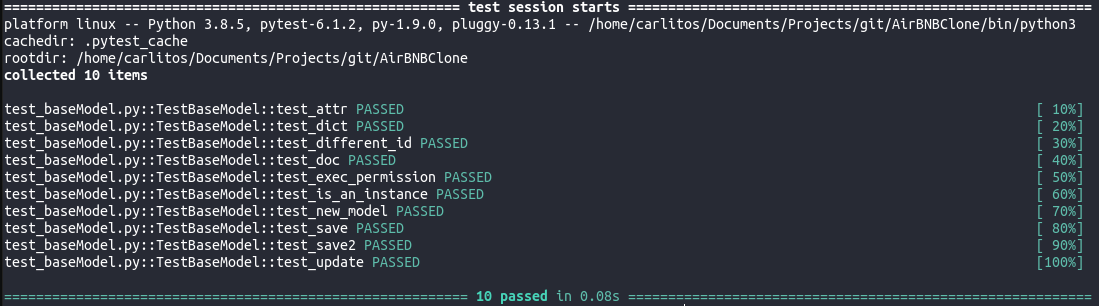 ========================================================= test session starts ==========================================================
platform linux -- Python 3.8.5, pytest-6.1.2, py-1.9.0, pluggy-0.13.1 -- /home/carlitos/Documents/Projects/git/AirBNBClone/bin/python3
cachedir: .pytest_cache
rootdir: /home/carlitos/Documents/Projects/git/AirBNBClone
collected 10 items
test_baseModel.py::TestBaseModel::test_attr PASSED [ 10%]
test_baseModel.py::TestBaseModel::test_dict PASSED [ 20%]
test_baseModel.py::TestBaseModel::test_different_id PASSED [ 30%]
test_baseModel.py::TestBaseModel::test_doc PASSED [ 40%]
test_baseModel.py::TestBaseModel::test_exec_permission PASSED [ 50%]
test_baseModel.py::TestBaseModel::test_is_an_instance PASSED [ 60%]
test_baseModel.py::TestBaseModel::test_new_model PASSED [ 70%]
test_baseModel.py::TestBaseModel::test_save PASSED [ 80%]
test_baseModel.py::TestBaseModel::test_save2 PASSED [ 90%]
test_baseModel.py::TestBaseModel::test_update PASSED [100%]
========================================================== 10 passed in 0.08s ==========================================================